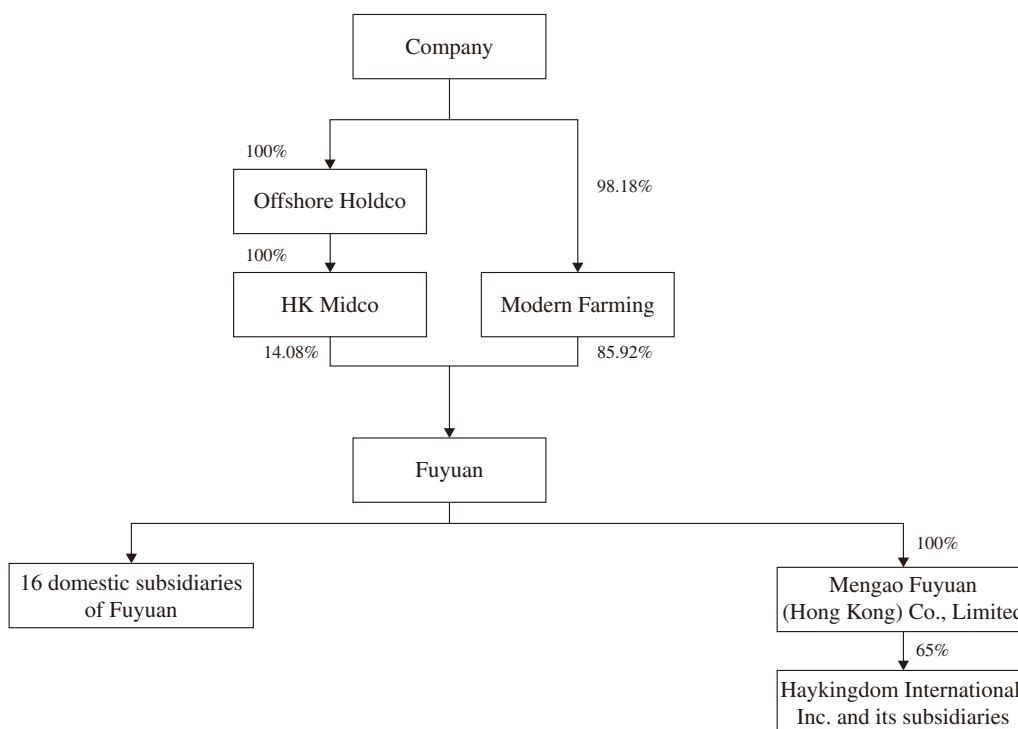 Company
100%
98.18%
Offshore Holdco
100%
HK Midco
Modern Farming
14.08%
85.92%
Fuyuan
100%
16 domestic subsidiaries
of Fuyuan
Mengao Fuyuan
(Hong Kong) Co., Limited
65%
Haykingdom International
Inc. and its subsidiaries